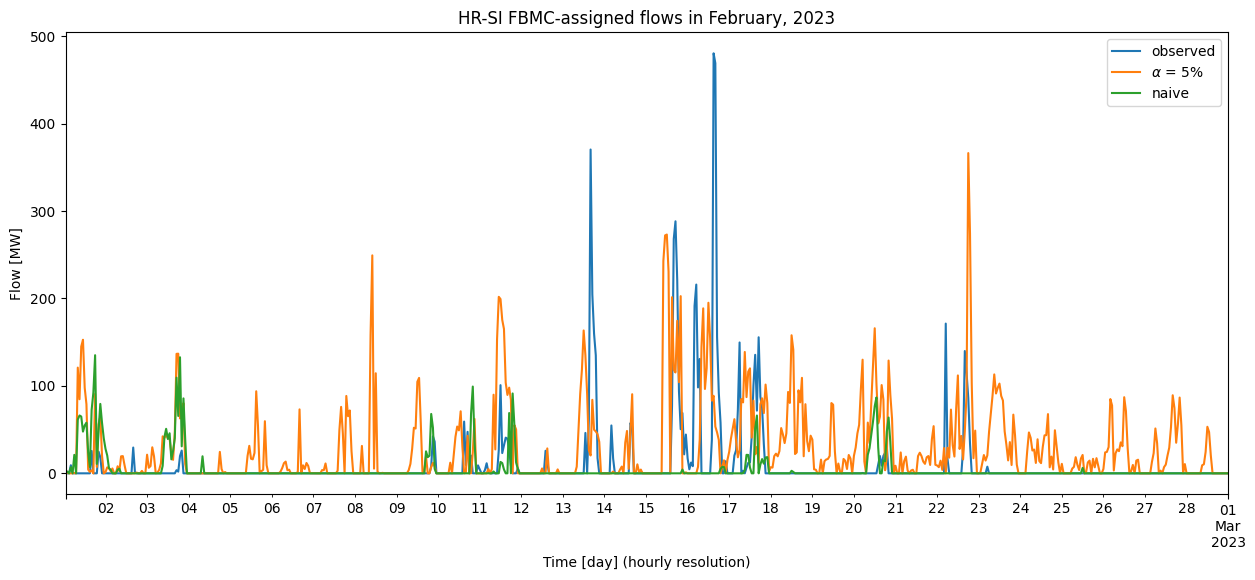 HR-SI FBMC-assigned flows in February, 2023
observed
α = 5%
naive
Flow [MW]
500
400
300
200
100
0
02 03 04 05 06 07 08 09 10 11 12 13 14 15 16 17 18 19 20 21 22 23 24 25 26 27 28 01
Mar
2023
Time [day] (hourly resolution)